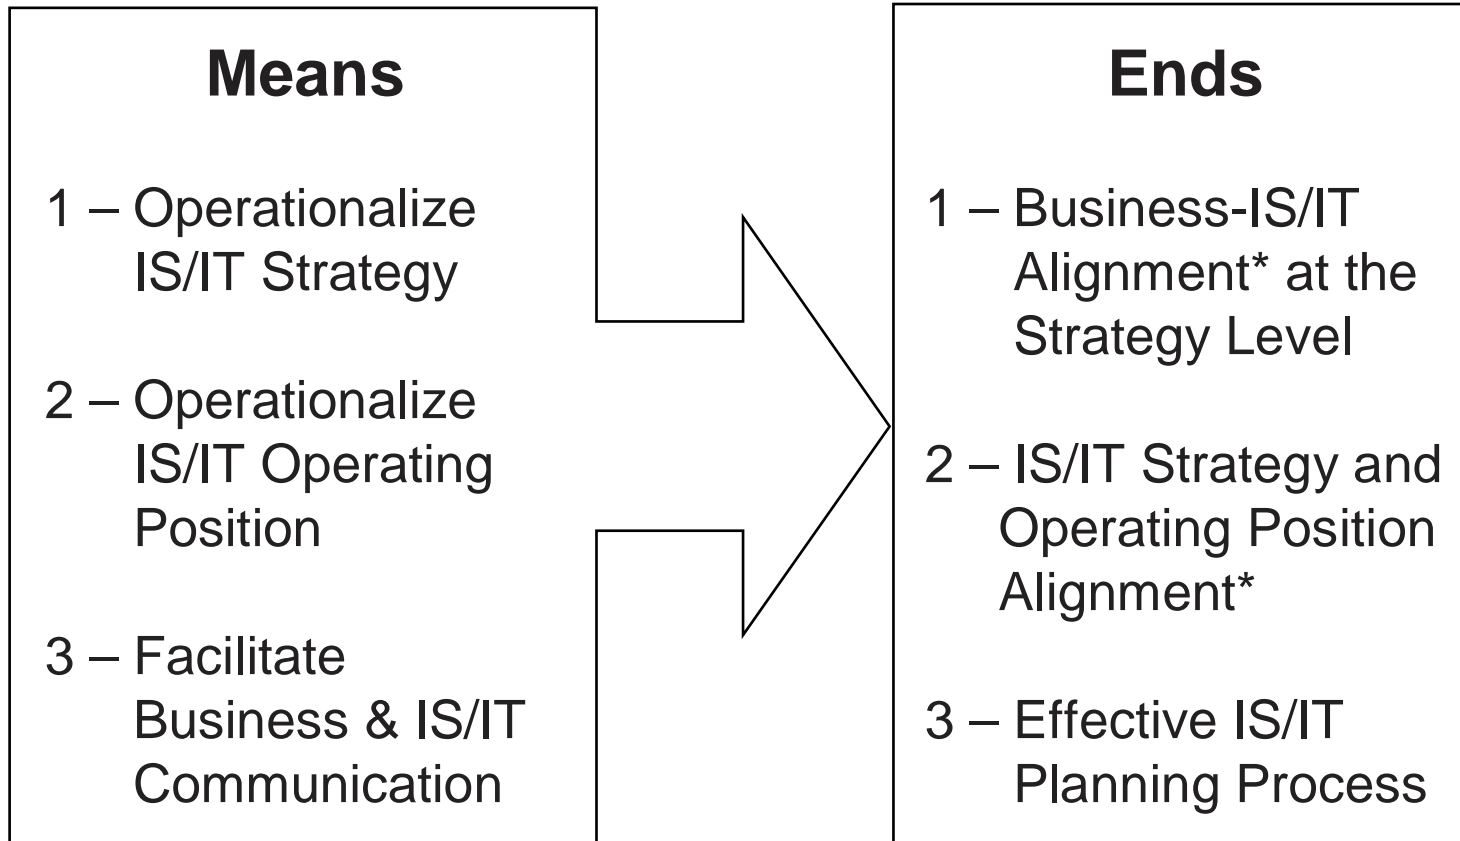 Means
1 – Operationalize
IS/IT Strategy
2 – Operationalize
IS/IT Operating
Position
3 – Facilitate
Business & IS/IT
Communication
Ends
1 – Business-IS/IT
Alignment* at the
Strategy Level
2 – IS/IT Strategy and
Operating Position
Alignment*
3 – Effective IS/IT
Planning Process